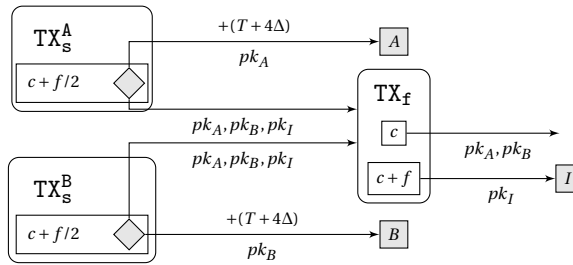 TX_s^A
c + f/2
+(T + 4Δ)
pk_A
A
pk_A, pk_B, pk_I
pk_A, pk_B, pk_I
TX_f
c
pk_A, pk_B
c + f
pk_I
I
TX_s^B
c + f/2
+(T + 4Δ)
pk_B
B